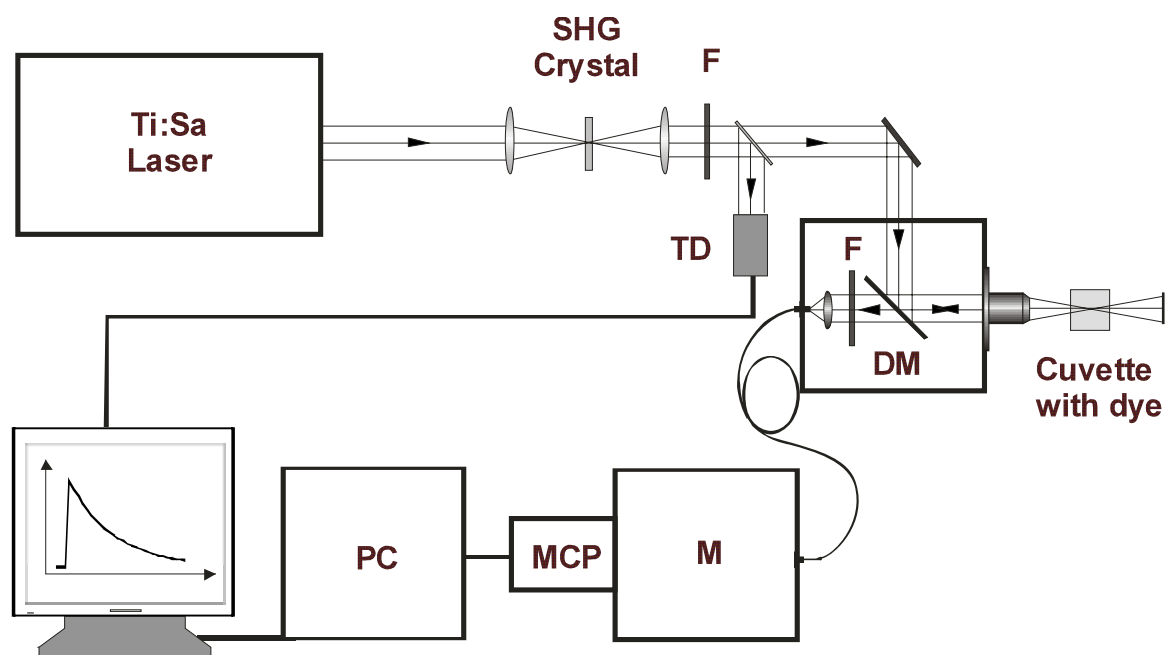 SHG
Crystal
F
Ti:Sa
Laser
TD
F
DM
Cuvette
with dye
PC
MCP
M